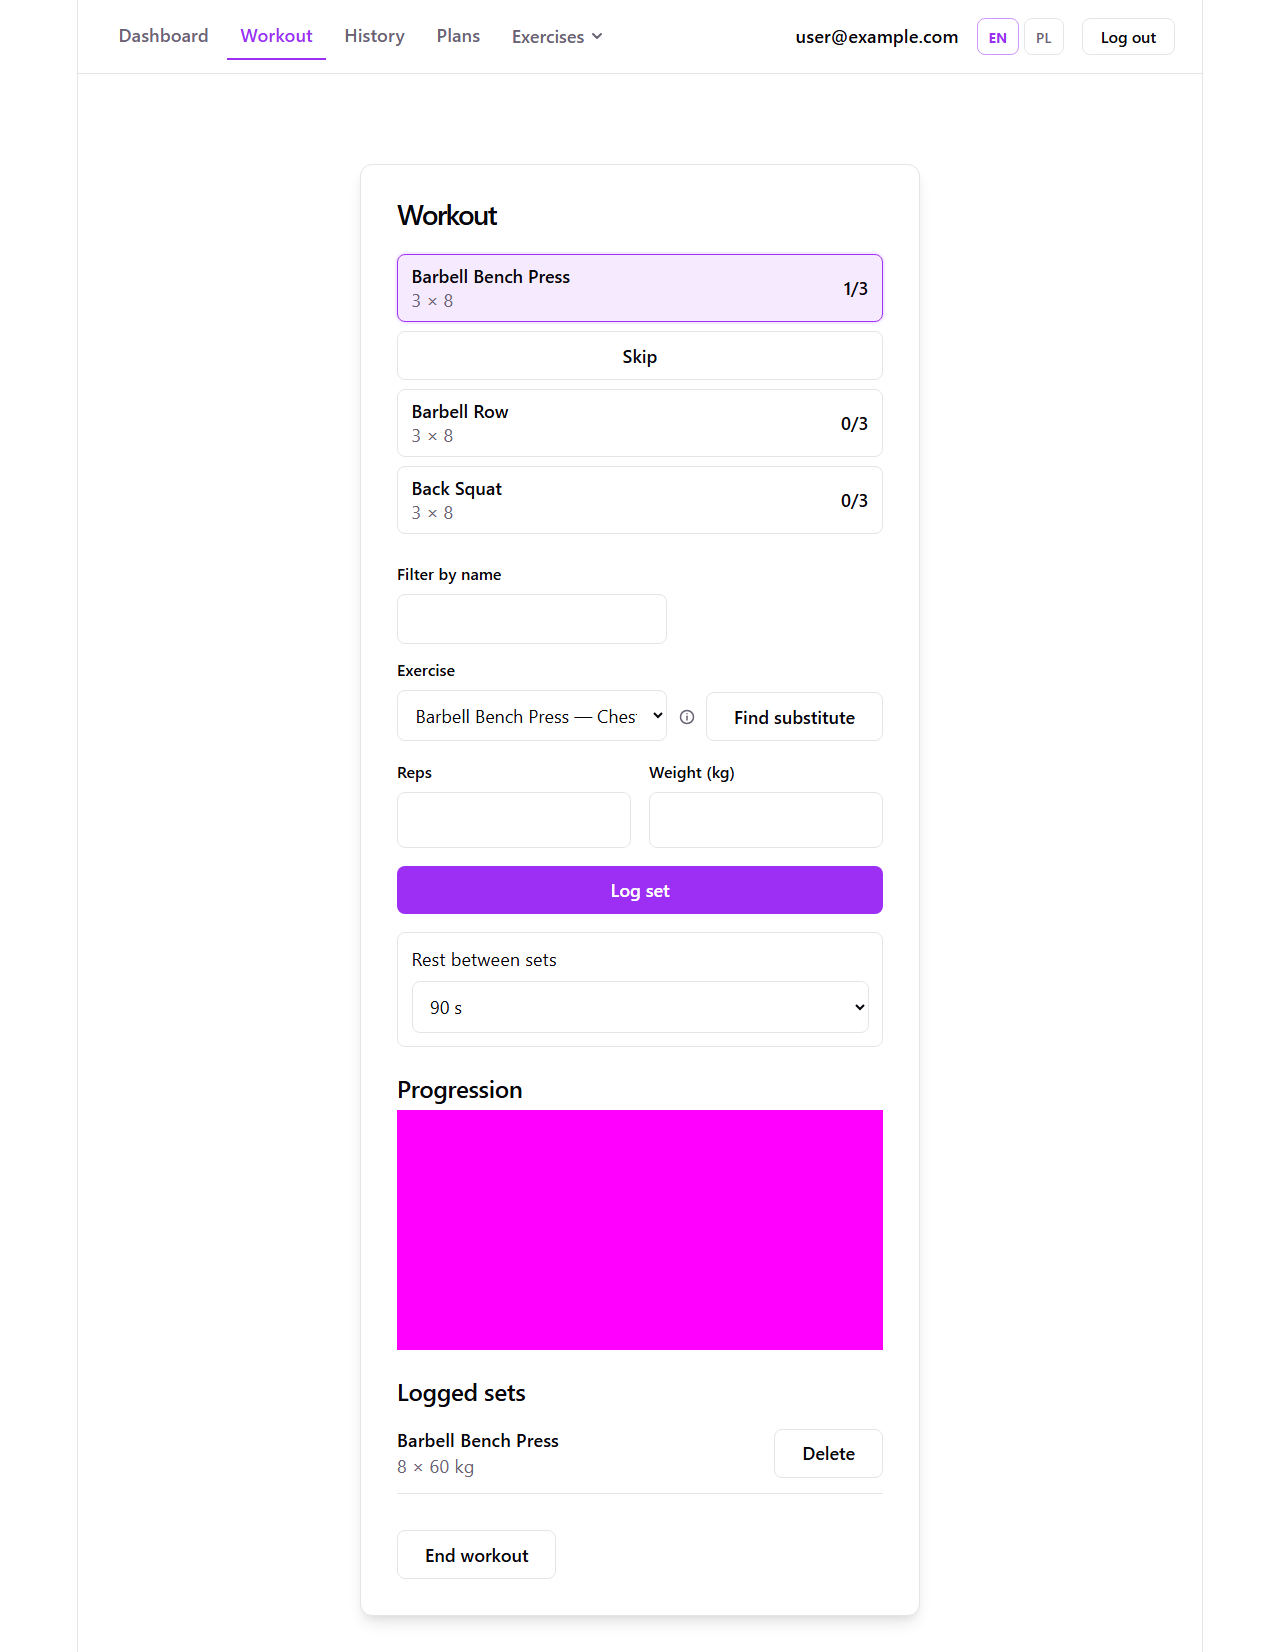 Dashboard Workout History Plans Exercises user@example.com EN PL Log out
Workout
Barbell Bench Press
3 × 8
1/3
Skip
Barbell Row
3 × 8
0/3
Back Squat
3 × 8
0/3
Filter by name
Exercise
Barbell Bench Press — Ches
Find substitute
Reps Weight (kg)
Log set
Rest between sets
90 s
Progression
Logged sets
Barbell Bench Press
8 × 60 kg
Delete
End workout